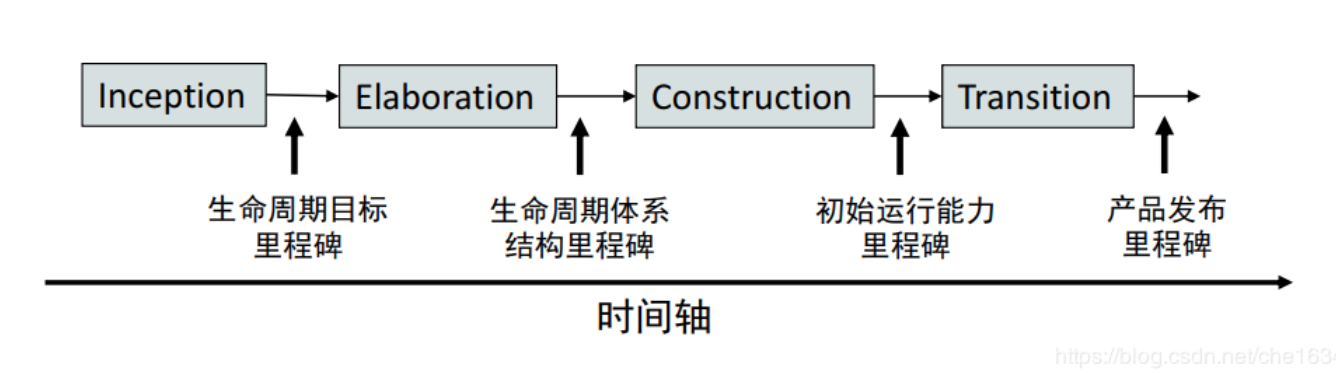 Inception
Elaboration
Construction
Transition
生命周期目标
里程碑
生命周期体系
结构里程碑
初始运行能力
里程碑
产品发布
里程碑
时间轴
https://blog.csdn.net/che1634